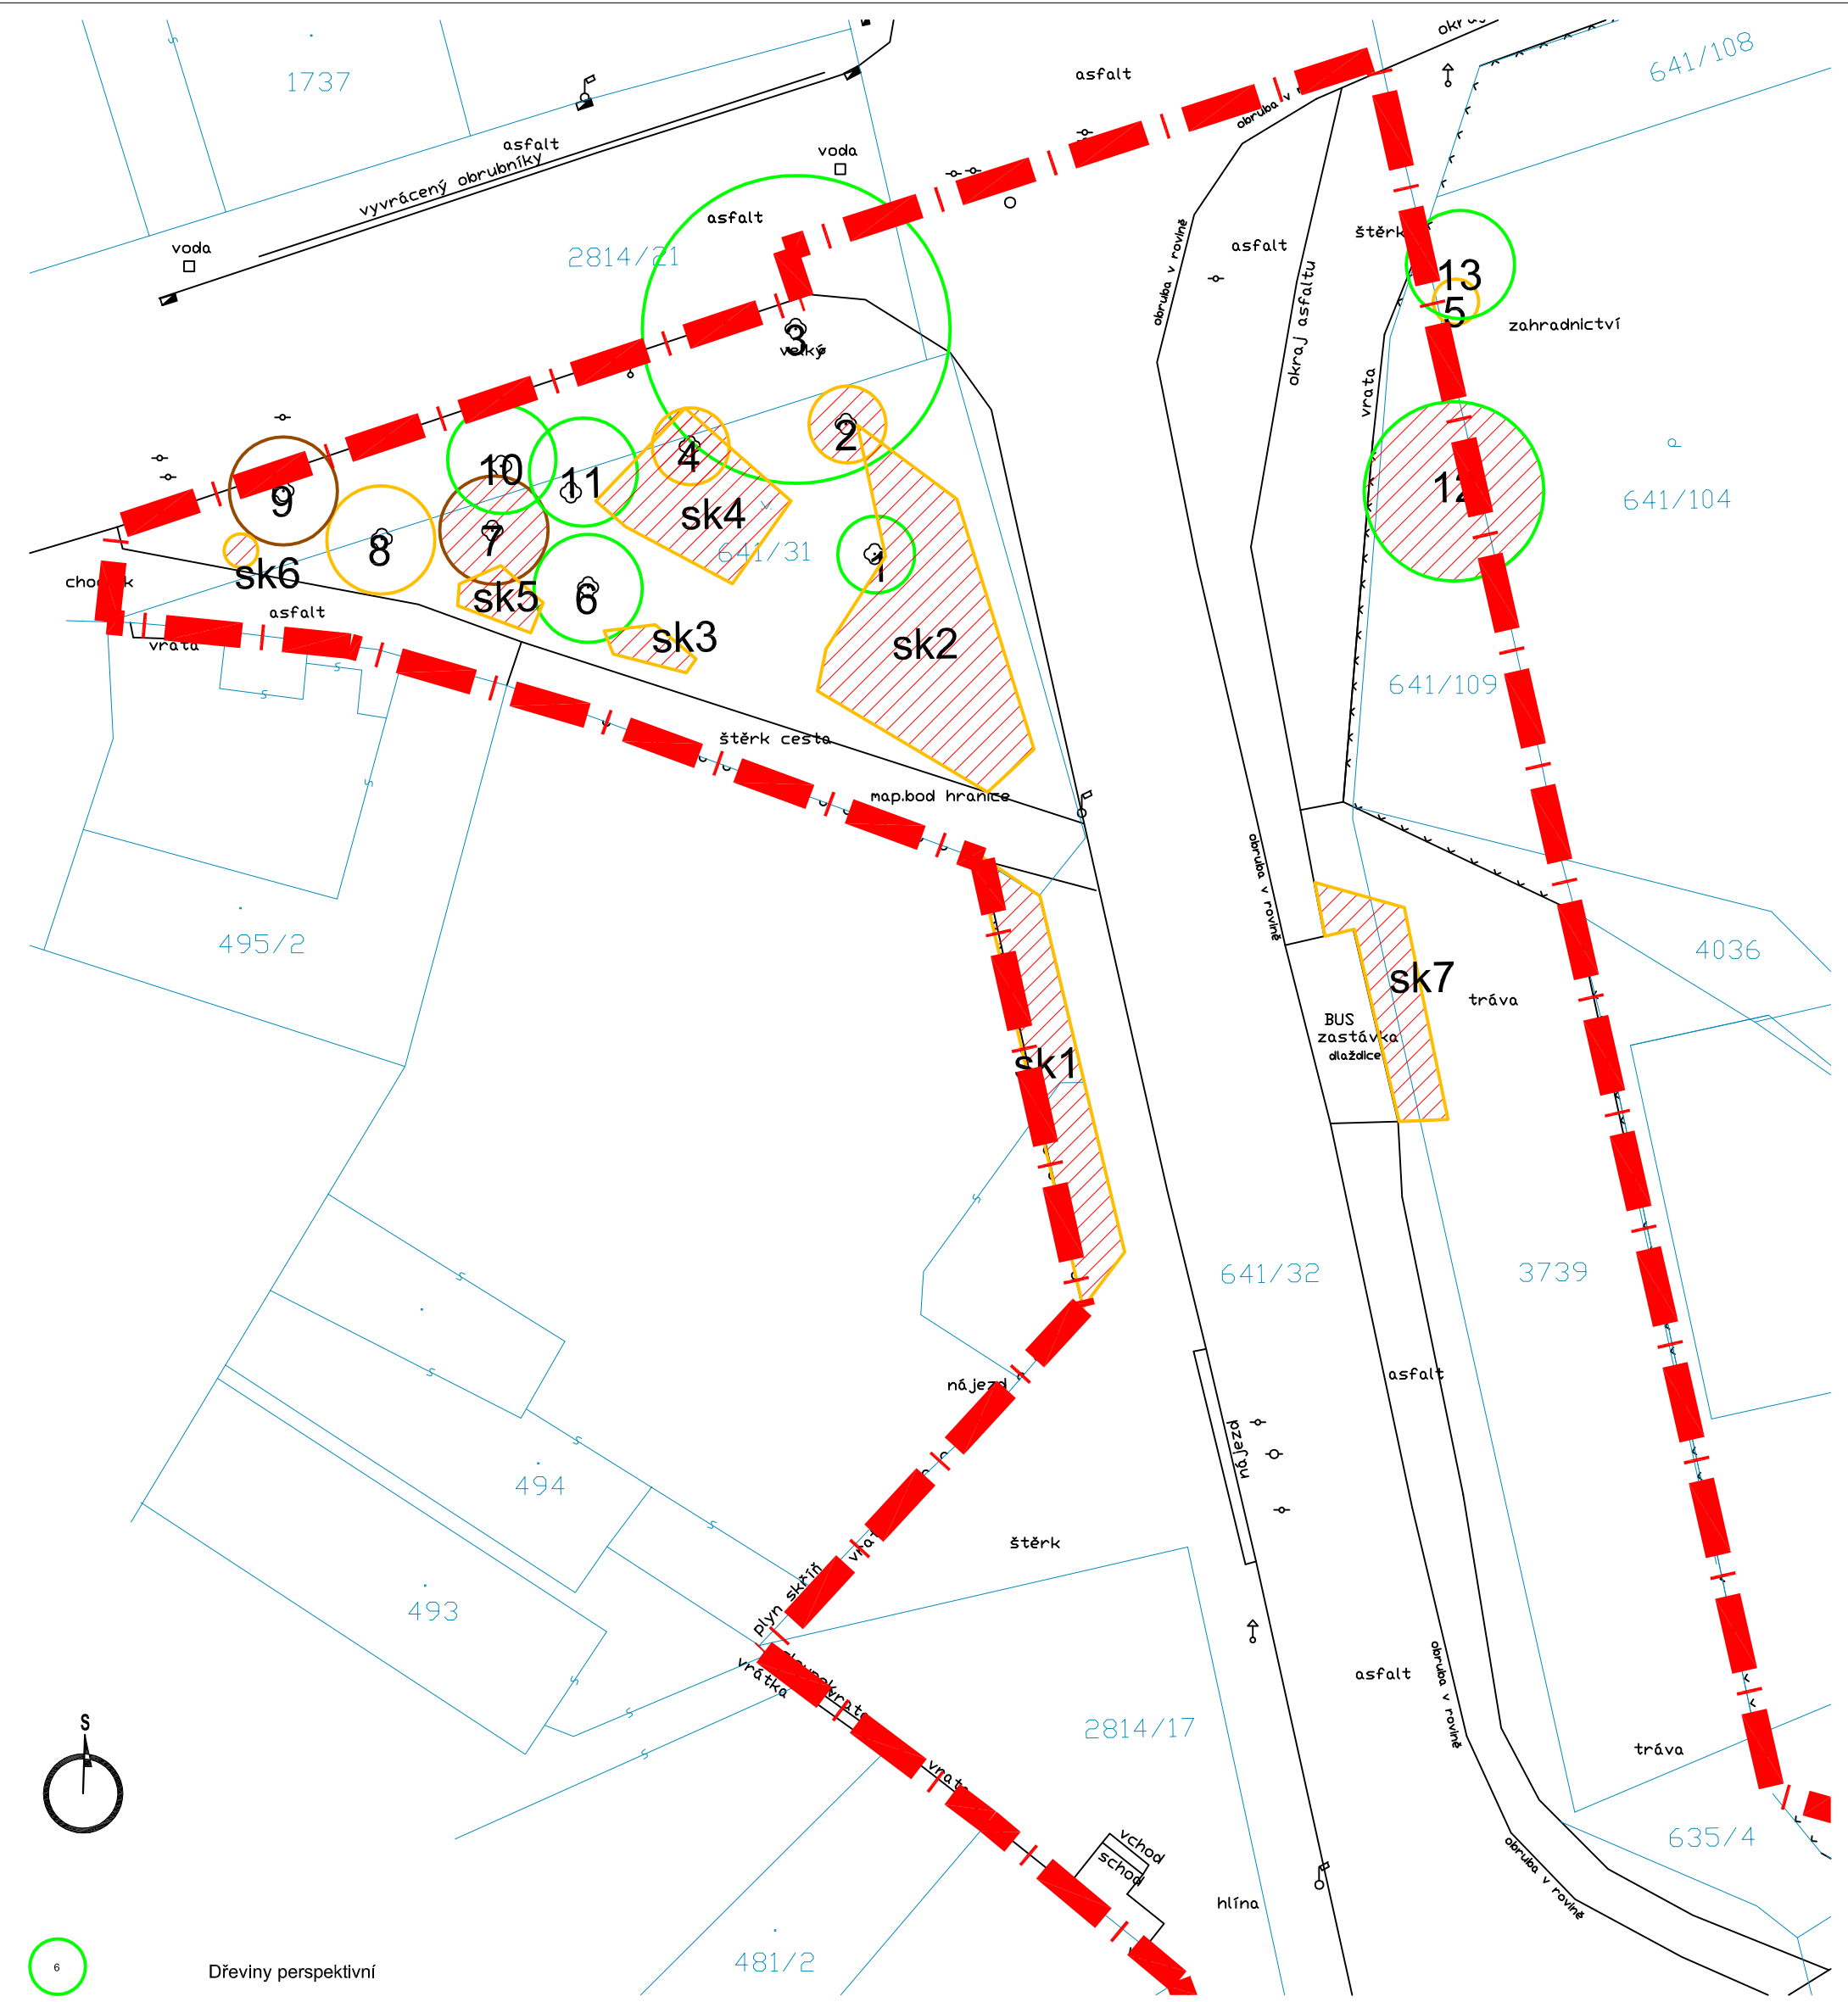 okraj
641/108
asfalt
1737
obruba v r
asfalt
vyvrácený obrubníky
voda
voda
asfalt
2814/21
obruba v rovině
asfalt
štěrk
13
5
zahradnictví
okraj asfaltu
vrata
3
velký
2
4
10
11
9
7
8
sk4
641/31
1
sk6
sk5
6
sk3
sk2
12
641/104
asfalt
vrata
641/109
štěrk cesta
map.bod hranice
obruba v rovině
495/2
4036
sk7
tráva
BUS
zastávka
dlaždice
sk1
641/32
3739
asfalt
nájezd
nájezd
494
štěrk
493
plyn skříň
vrátka
vrata
vrata
asfalt
obruba v rovině
2814/17
tráva
S
635/4
obruba v rovině
vchod
schod
hlína
481/2
6
Dřeviny perspektivní